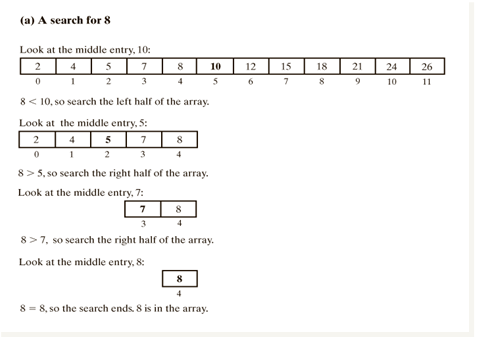 (a) A search for 8
Look at the middle entry, 10:
2 4 5 7 8 10 12 15 18 21 24 26
0 1 2 3 4 5 6 7 8 9 10 11
8 < 10, so search the left half of the array.
Look at the middle entry, 5:
2 4 5 7 8
0 1 2 3 4
8 > 5, so search the right half of the array.
Look at the middle entry, 7:
7 8
3 4
8 > 7, so search the right half of the array.
Look at the middle entry, 8:
8
4
8 = 8, so the search ends. 8 is in the array.